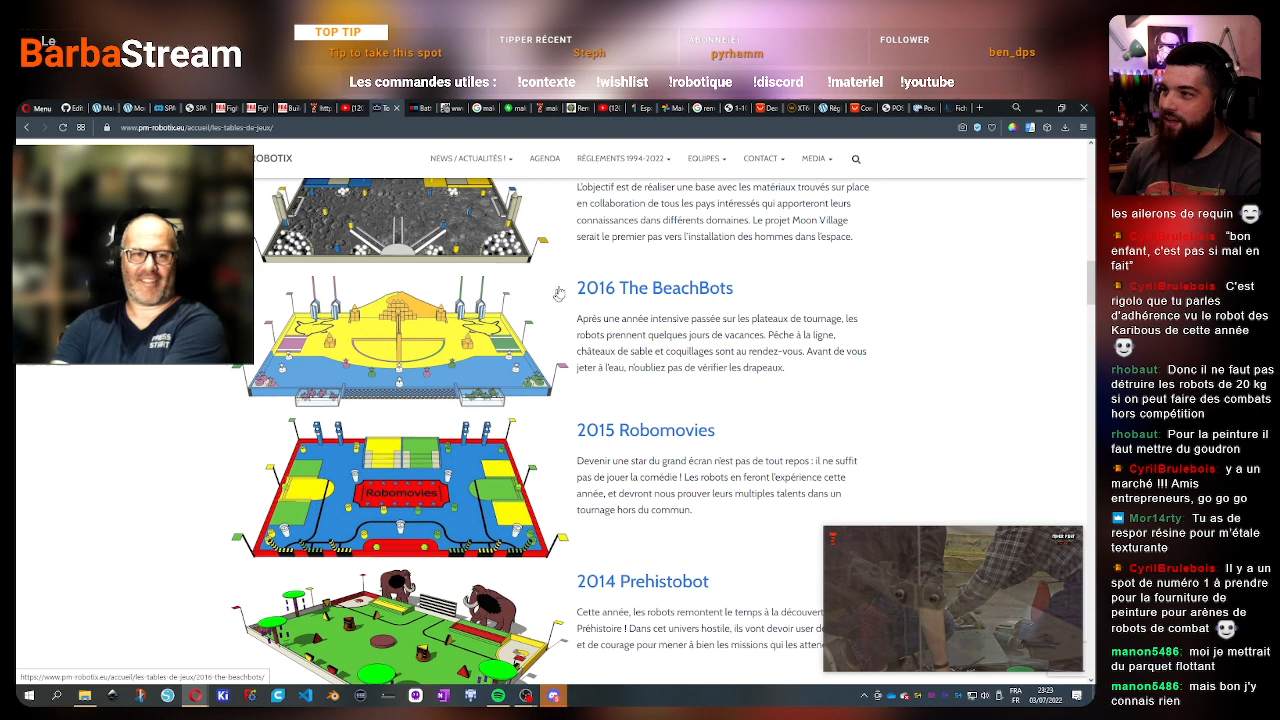 Le
BarbaStream
TOP TIP
Tip to take this spot
TIPPER RÉCENT
Steph
ABONNÉ(E)
pyrhamm
FOLLOWER
ben_dps
Les commandes utiles : !contexte !wishlist !robotique !discord !materiel !youtube
Menu
www.pm-robotix.eu/accueil/les-tables-de-jeux/
ROBOTIX
NEWS / ACTUALITÉS ! AGENDA RÉGLEMENTS 1994-2022 EQUIPES CONTACT MEDIA
L'objectif est de réaliser une base avec les matériaux trouvés sur place
en collaboration de tous les pays intéressés qui apporteront leurs
connaissances dans différents domaines. Le projet Moon Village
serait le premier pas vers l'installation des hommes dans l'espace.
2016 The BeachBots
Après une année intensive passée sur les plateaux de tournage, les
robots prennent quelques jours de vacances. Pêche à la ligne,
châteaux de sable et coquillages sont au rendez-vous. Avant de vous
jeter à l'eau, n'oubliez pas de vérifier les drapeaux.
PRESS
START
2015 Robomovies
Devenir une star du grand écran n'est pas de tout repos : il ne suffit
pas de jouer la comédie ! Les robots en feront l'expérience cette
année, et devront nous prouver leurs multiples talents dans un
tournage hors du commun.
Robomovies
2014 Prehistobot
Cette année, les robots remontent le temps à la découvert
Préhistoire ! Dans cet univers hostile, ils vont devoir user d
et de courage pour mener à bien les missions qui les atten
https://www.pm-robotix.eu/accueil/les-tables-de-jeux/2016-the-beachbots/
FRA
FR
23:23
03/07/2022
les ailerons de requin
CyrilBrulebois "bon
enfant, c'est pas si mal en
fait"
CyrilBrulebois C'est
rigolo que tu parles
d'adhérence vu le robot des
Karibous de cette année
rhobaut: Donc il ne faut pas
détruire les robots de 20 kg
si on peut faire des combats
hors compétition
rhobaut: Pour la peinture il
faut mettre du goudron
CyrilBrulebois y a un
marché !!! Amis
entrepreneurs, go go go
Mor14rty: Tu as de
respor résine pour m'étale
texturante
CyrilBrulebois Il y a un
spot de numéro 1 à prendre
pour la fourniture de
peinture pour arènes de
robots de combat
manon5486: moi je mettrait
du parquet flottant
manon5486: mais bon j'y
connais rien